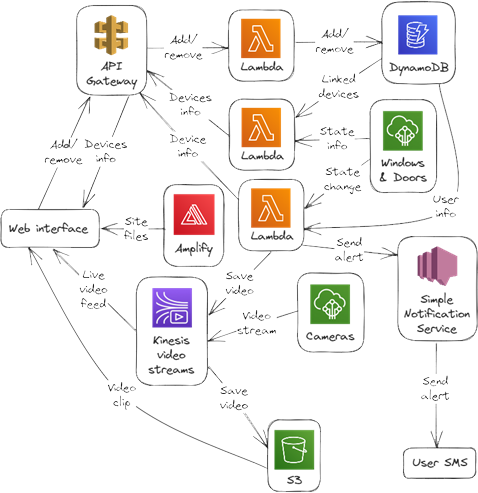 API
Gateway
Add/
remove
Lambda
Add/
remove
DynamoDB
Linked
devices
Devices
info
Lambda
State
info
Windows
& Doors
Add/
remove
Devices
info
Device
info
State
change
Lambda
User
info
Web interface
Site
files
Amplify
Send
alert
Simple
Notification
Service
Live
video
feed
Save
video
Kinesis
video
streams
Video
stream
Cameras
Video
clip
Save
video
Send
alert
S3
User SMS